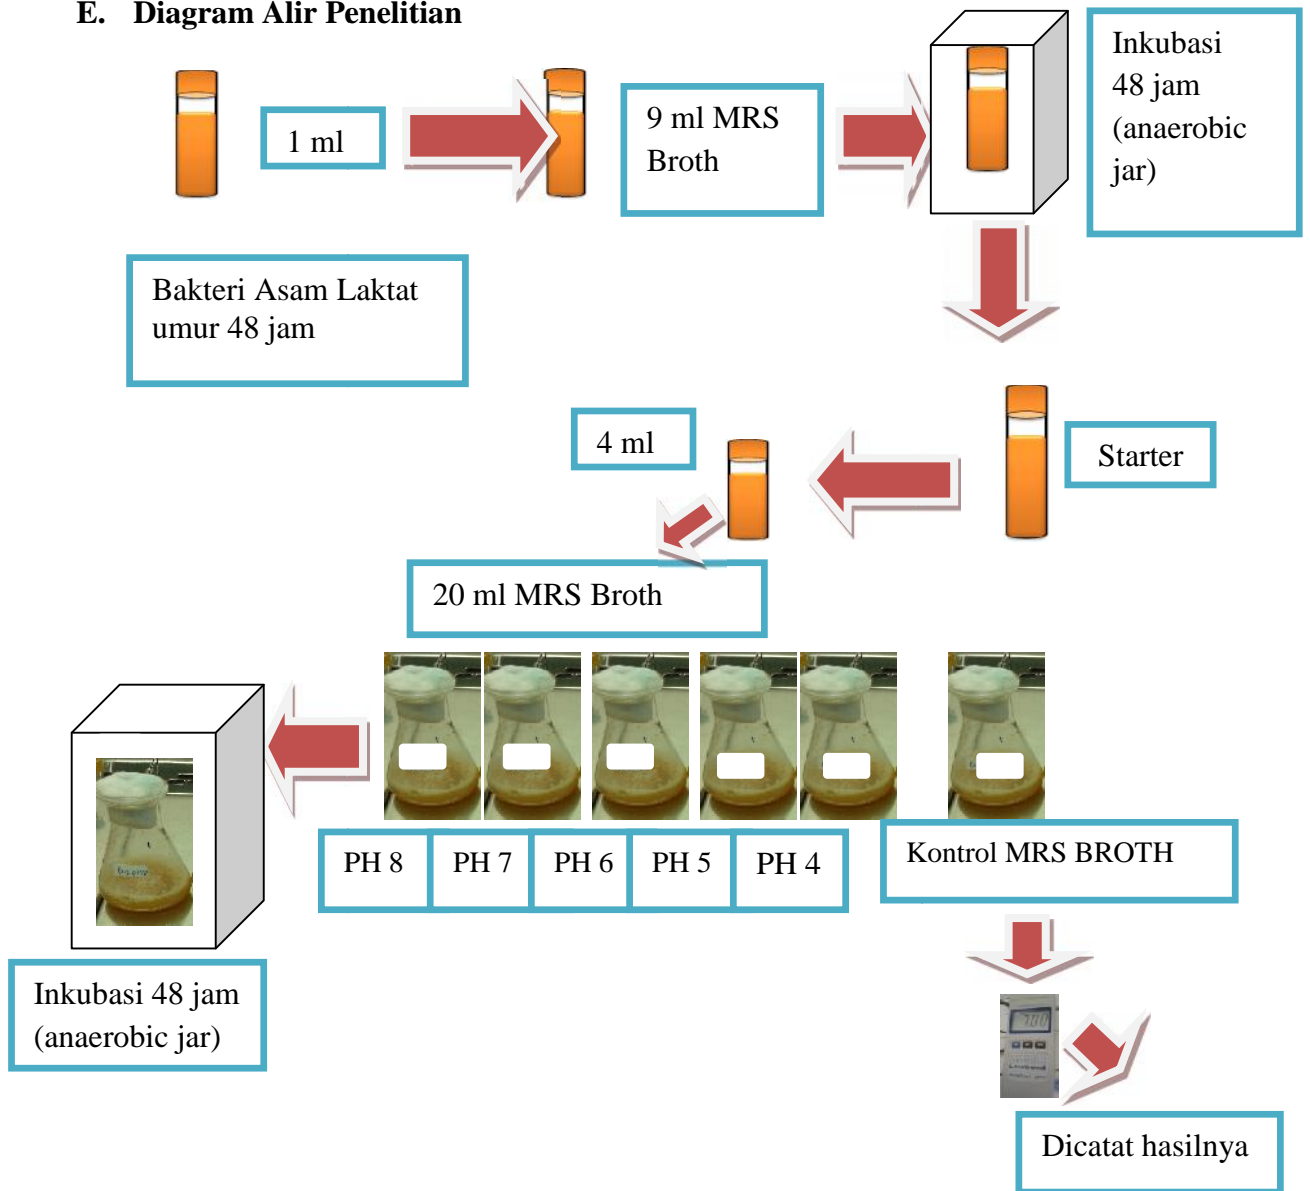 E. Diagram Alir Penelitian
1 ml
9 ml MRS
Broth
Inkubasi
48 jam
(anaerobic
jar)
Bakteri Asam Laktat
umur 48 jam
4 ml
Starter
20 ml MRS Broth
PH 8
PH 7
PH 6
PH 5
PH 4
Kontrol MRS BROTH
Inkubasi 48 jam
(anaerobic jar)
Dicatat hasilnya